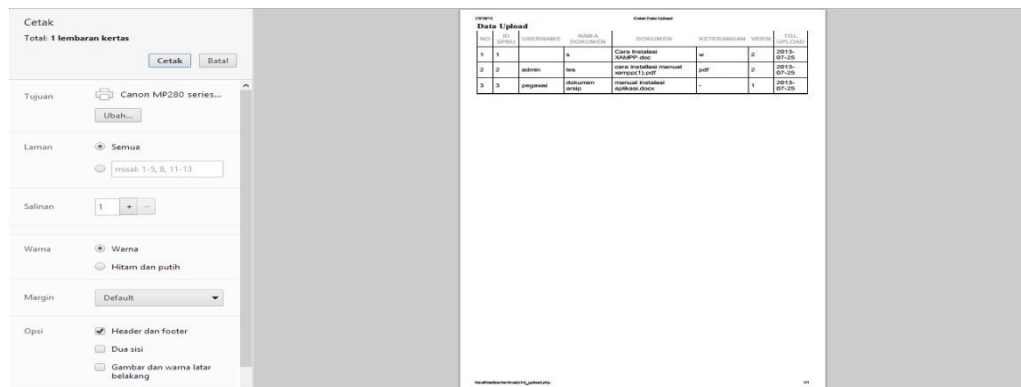 Cetak
Total: 1 lembaran kertas
Cetak Batal
Tujuan Canon MP280 series...
Ubah...
Laman Semua
misal: 1-5, 8, 11-13
Salinan 1 + -
Warna Warna
Hitam dan putih
Margin Default
Opsi Header dan footer
Dua sisi
Gambar dan warna latar
belakang
Cetak Data Upload
Data Upload
NO ID SPBU USERNAME NAMA DOKUMEN DOKUMEN KETERANGAN VERSI TGL UPLOAD
1 1 s Cara Instalasi XAMPP.doc w 2 2013-07-25
2 2 admin tes cara installasi manual xampp(1).pdf pdf 2 2013-07-25
3 3 pegawai dokumen arsip manual instalasi aplikasi.docx - 1 2013-07-25
1/1